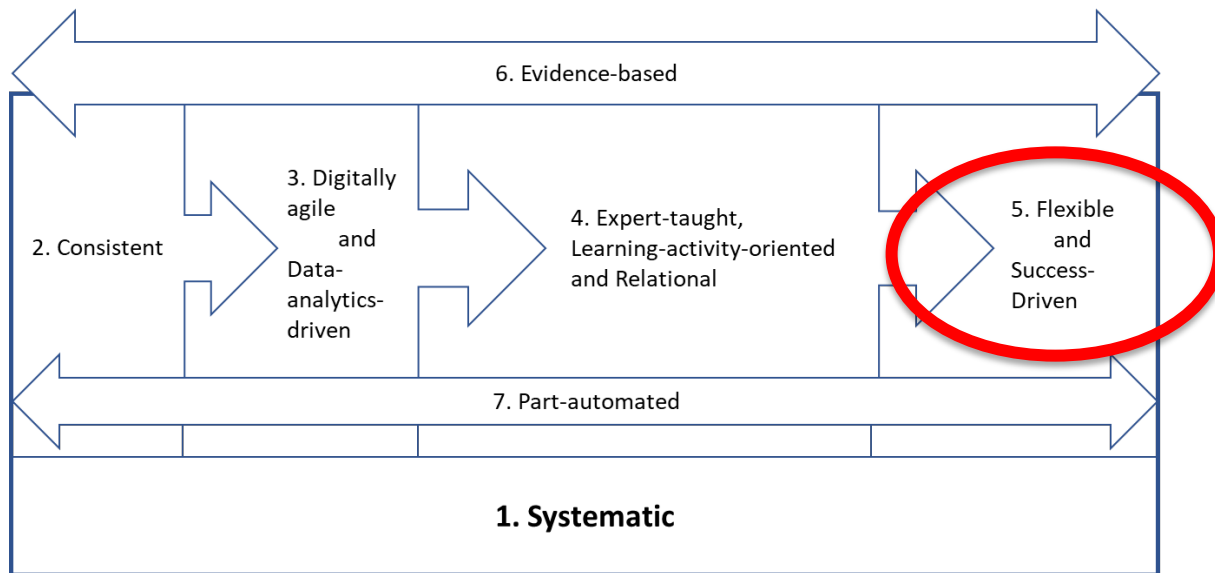 6. Evidence-based
2. Consistent
3. Digitally
agile
and
Data-
analytics-
driven
4. Expert-taught,
Learning-activity-oriented
and Relational
5. Flexible
and
Success-
Driven
7. Part-automated
1. Systematic